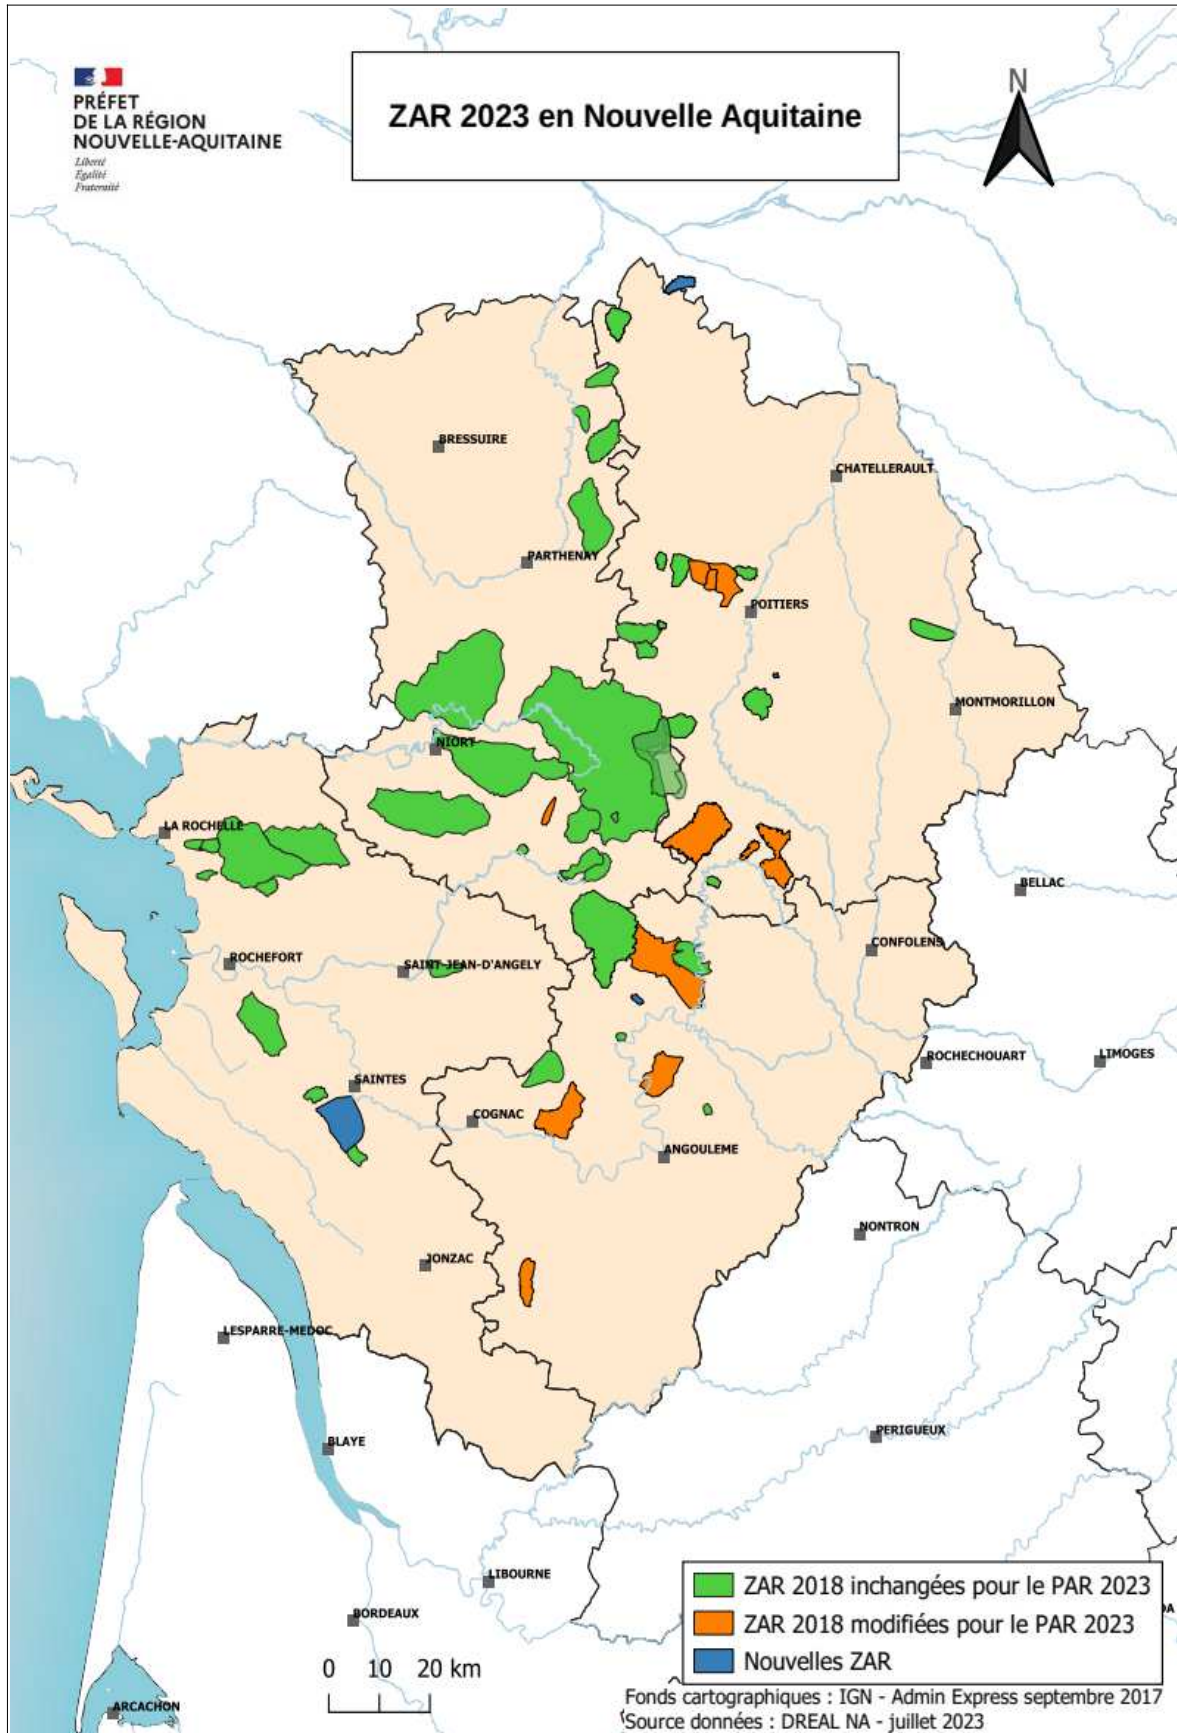 PRÉFET
DE LA RÉGION
NOUVELLE-AQUITAINE
Liberté
Égalité
Fraternité
ZAR 2023 en Nouvelle Aquitaine
N
BRESSUIRE
CHATELLERAULT
PARTHENAY
POITIERS
MONTMORILLON
NIORT
LA ROCHELLE
BELLAC
CONFOLENS
ROCHEFORT
SAINT-JEAN-D'ANGELY
ROCHECHOUART
LIMOGES
SAINTES
COGNAC
ANGOULEME
NONTRON
JONZAC
LESPARRE-MEDOC
PERIGUEUX
BLAYE
LIBOURNE
BORDEAUX
ARCACHON
0 10 20 km
ZAR 2018 inchangées pour le PAR 2023
ZAR 2018 modifiées pour le PAR 2023
Nouvelles ZAR
Fonds cartographiques : IGN - Admin Express septembre 2017
Source données : DREAL NA - juillet 2023